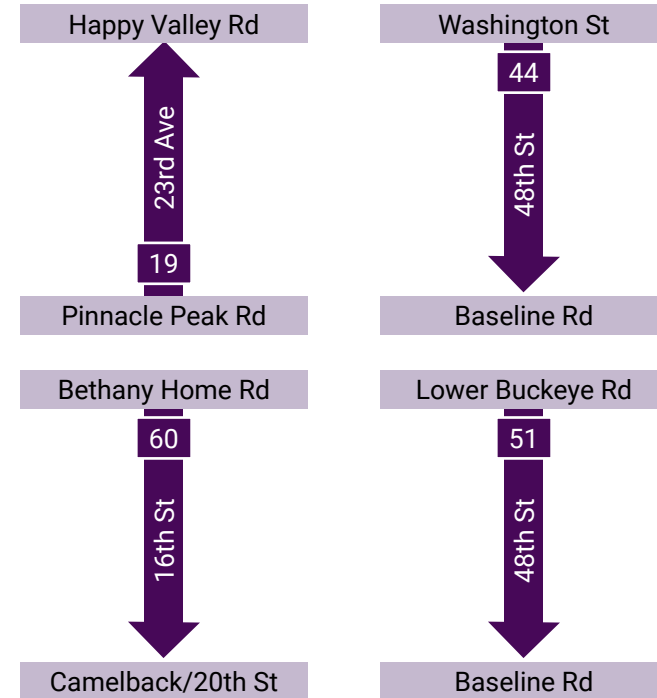 Happy Valley Rd
23rd Ave
19
Pinnacle Peak Rd
Washington St
44
48th St
Baseline Rd
Bethany Home Rd
60
16th St
Camelback/20th St
Lower Buckeye Rd
51
48th St
Baseline Rd